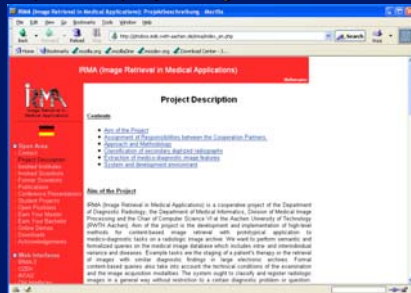 IRMA (Image Retrieval in Medical Applications): Projektbeschreibung - Mozilla
File Edit View Go Bookmarks Tools Window Help
Back Forward Reload Stop Search Print
Home Bookmarks mozilla.org mozillaZine mozdev.org
IRMA (Image Retrieval in Medical Applications)
IRMA
Image Retrieval in
Medical Applications
Project Description
Contents
Aim of the Project
Assignment of Responsibilities between the Cooperation Partners.
Approach and Methodology
Classification of secondary digitized radiographs
Extraction of medico-diagnostic image features
System and development environment
Open Area
Contact
Project Description
Involved Institutes
Involved Scientists
Former Scientists
Publications
Conference Presentations
Student Projects
Open Positions
Earn Your Master
Earn Your Bachelor
Online Demos
Downloads
Acknowledgements
Web Interfaces
Aim of the Project
IRMA (Image Retrieval in Medical Applications) is a cooperative project of the Department
of Diagnostic Radiology, the Department of Medical Informatics, Division of Medical Image
Processing and the Chair of Computer Science VI at the Aachen University of Technology
(RWTH Aachen). Aim of the project is the development and implementation of high-level
methods for content-based image retrieval with prototypical application to
medico-diagnostic tasks on a radiologic image archive. We want to perform semantic and
formalized queries on the medical image database which includes intra- and interindividual
variance and diseases. Example tasks are the staging of a patient's therapy or the retrieval
of images with similar diagnostic findings in large electronic archives. Formal
content-based queries also take into account the technical conditions of the examination
and the image acquisition modalities. The system ought to classify and register radiologic
images in a general way without restriction to a certain diagnostic problem or question.